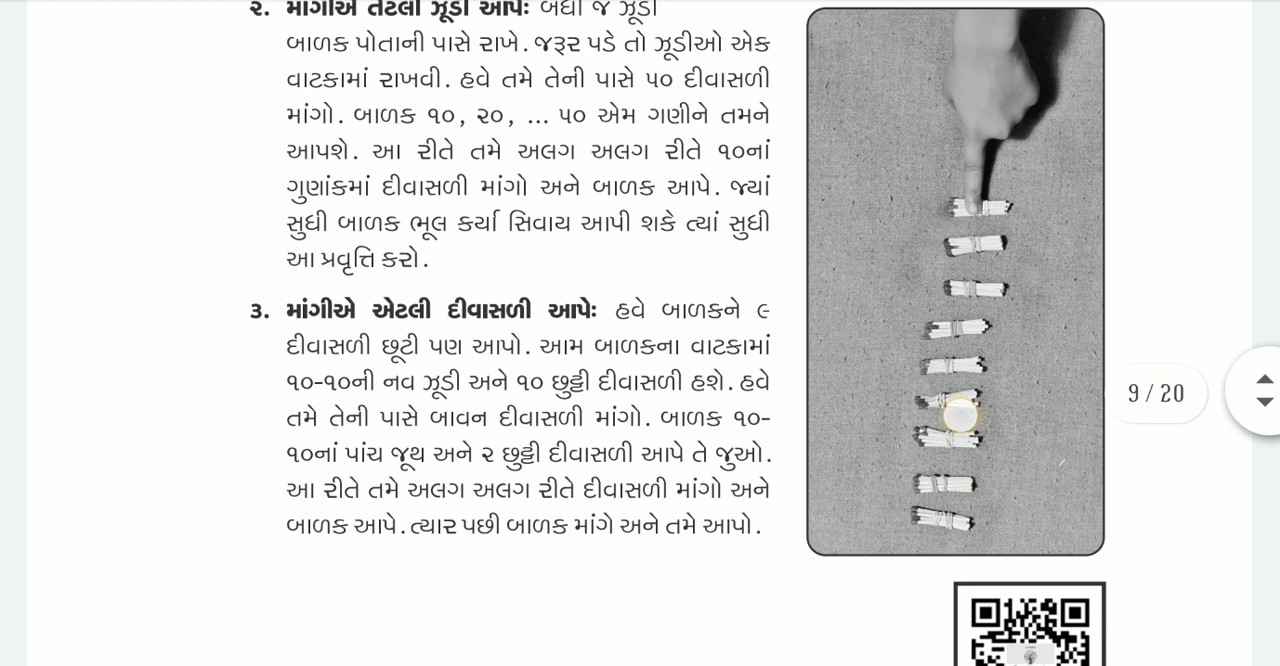 ૨. માંગીએ તેટલી ઝૂડી આપેઃ બધી જ ઝૂડી
બાળક પોતાની પાસે રાખે. જરૂર પડે તો ઝૂડીઓ એક
વાટકામાં રાખવી. હવે તમે તેની પાસે ૫૦ દીવાસળી
માંગો. બાળક ૧૦, ૨૦, ... ૫૦ એમ ગણીને તમને
આપશે. આ રીતે તમે અલગ અલગ રીતે ૧૦નાં
ગુણાંકમાં દીવાસળી માંગો અને બાળક આપે. જ્યાં
સુધી બાળક ભૂલ કર્યા સિવાય આપી શકે ત્યાં સુધી
આ પ્રવૃત્તિ કરો.
૩. માંગીએ એટલી દીવાસળી આપેઃ હવે બાળકને ૯
દીવાસળી છૂટી પણ આપો. આમ બાળકના વાટકામાં
૧૦-૧૦ની નવ ઝૂડી અને ૧૦ છુટ્ટી દીવાસળી હશે. હવે
તમે તેની પાસે બાવન દીવાસળી માંગો. બાળક ૧૦-
૧૦નાં પાંચ જૂથ અને ૨ છુટ્ટી દીવાસળી આપે તે જુઓ.
આ રીતે તમે અલગ અલગ રીતે દીવાસળી માંગો અને
બાળક આપે. ત્યાર પછી બાળક માંગે અને તમે આપો.
9 / 20